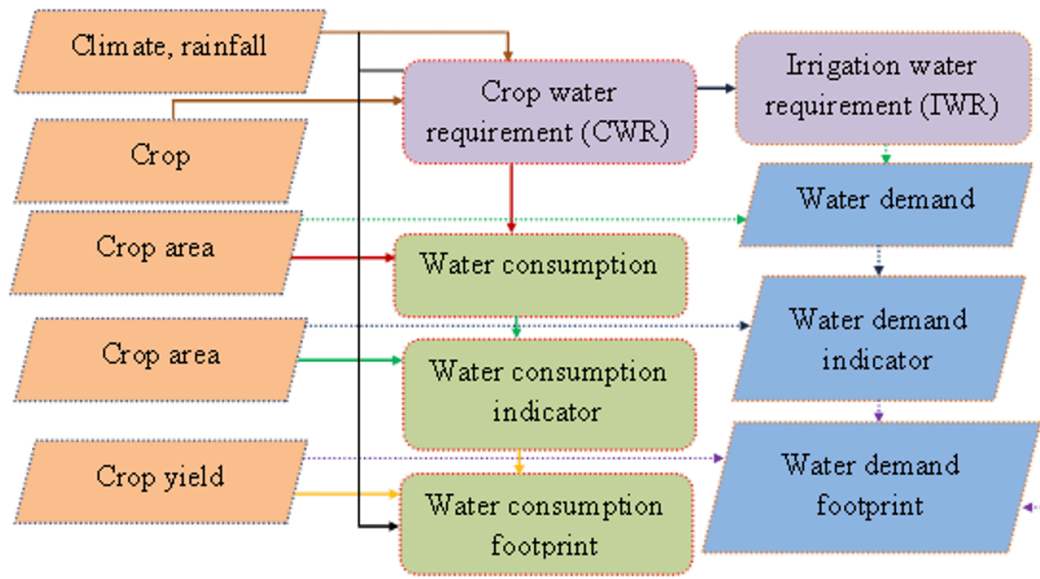 Climate, rainfall
Crop
Crop area
Crop area
Crop yield
Crop water
requirement (CWR)
Water consumption
Water consumption
indicator
Water consumption
footprint
Irrigation water
requirement (IWR)
Water demand
Water demand
indicator
Water demand
footprint